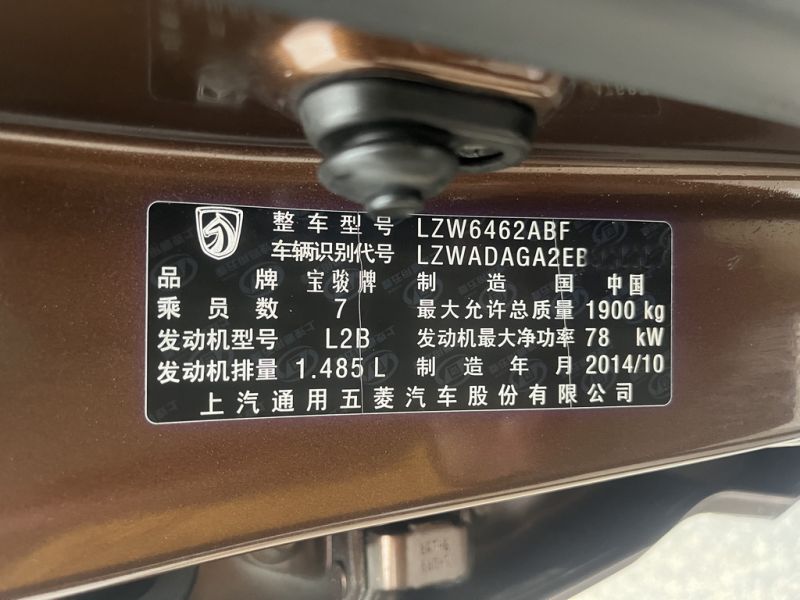 整车型号 LZW6462ABF
车辆识别代号 LZWADAGA2EB
品牌 宝骏牌 制造国 中国
乘员数 7 最大允许总质量 1900 kg
发动机型号 L2B 发动机最大净功率 78 kW
发动机排量 1.485 L 制造年月 2014/10
上汽通用五菱汽车股份有限公司